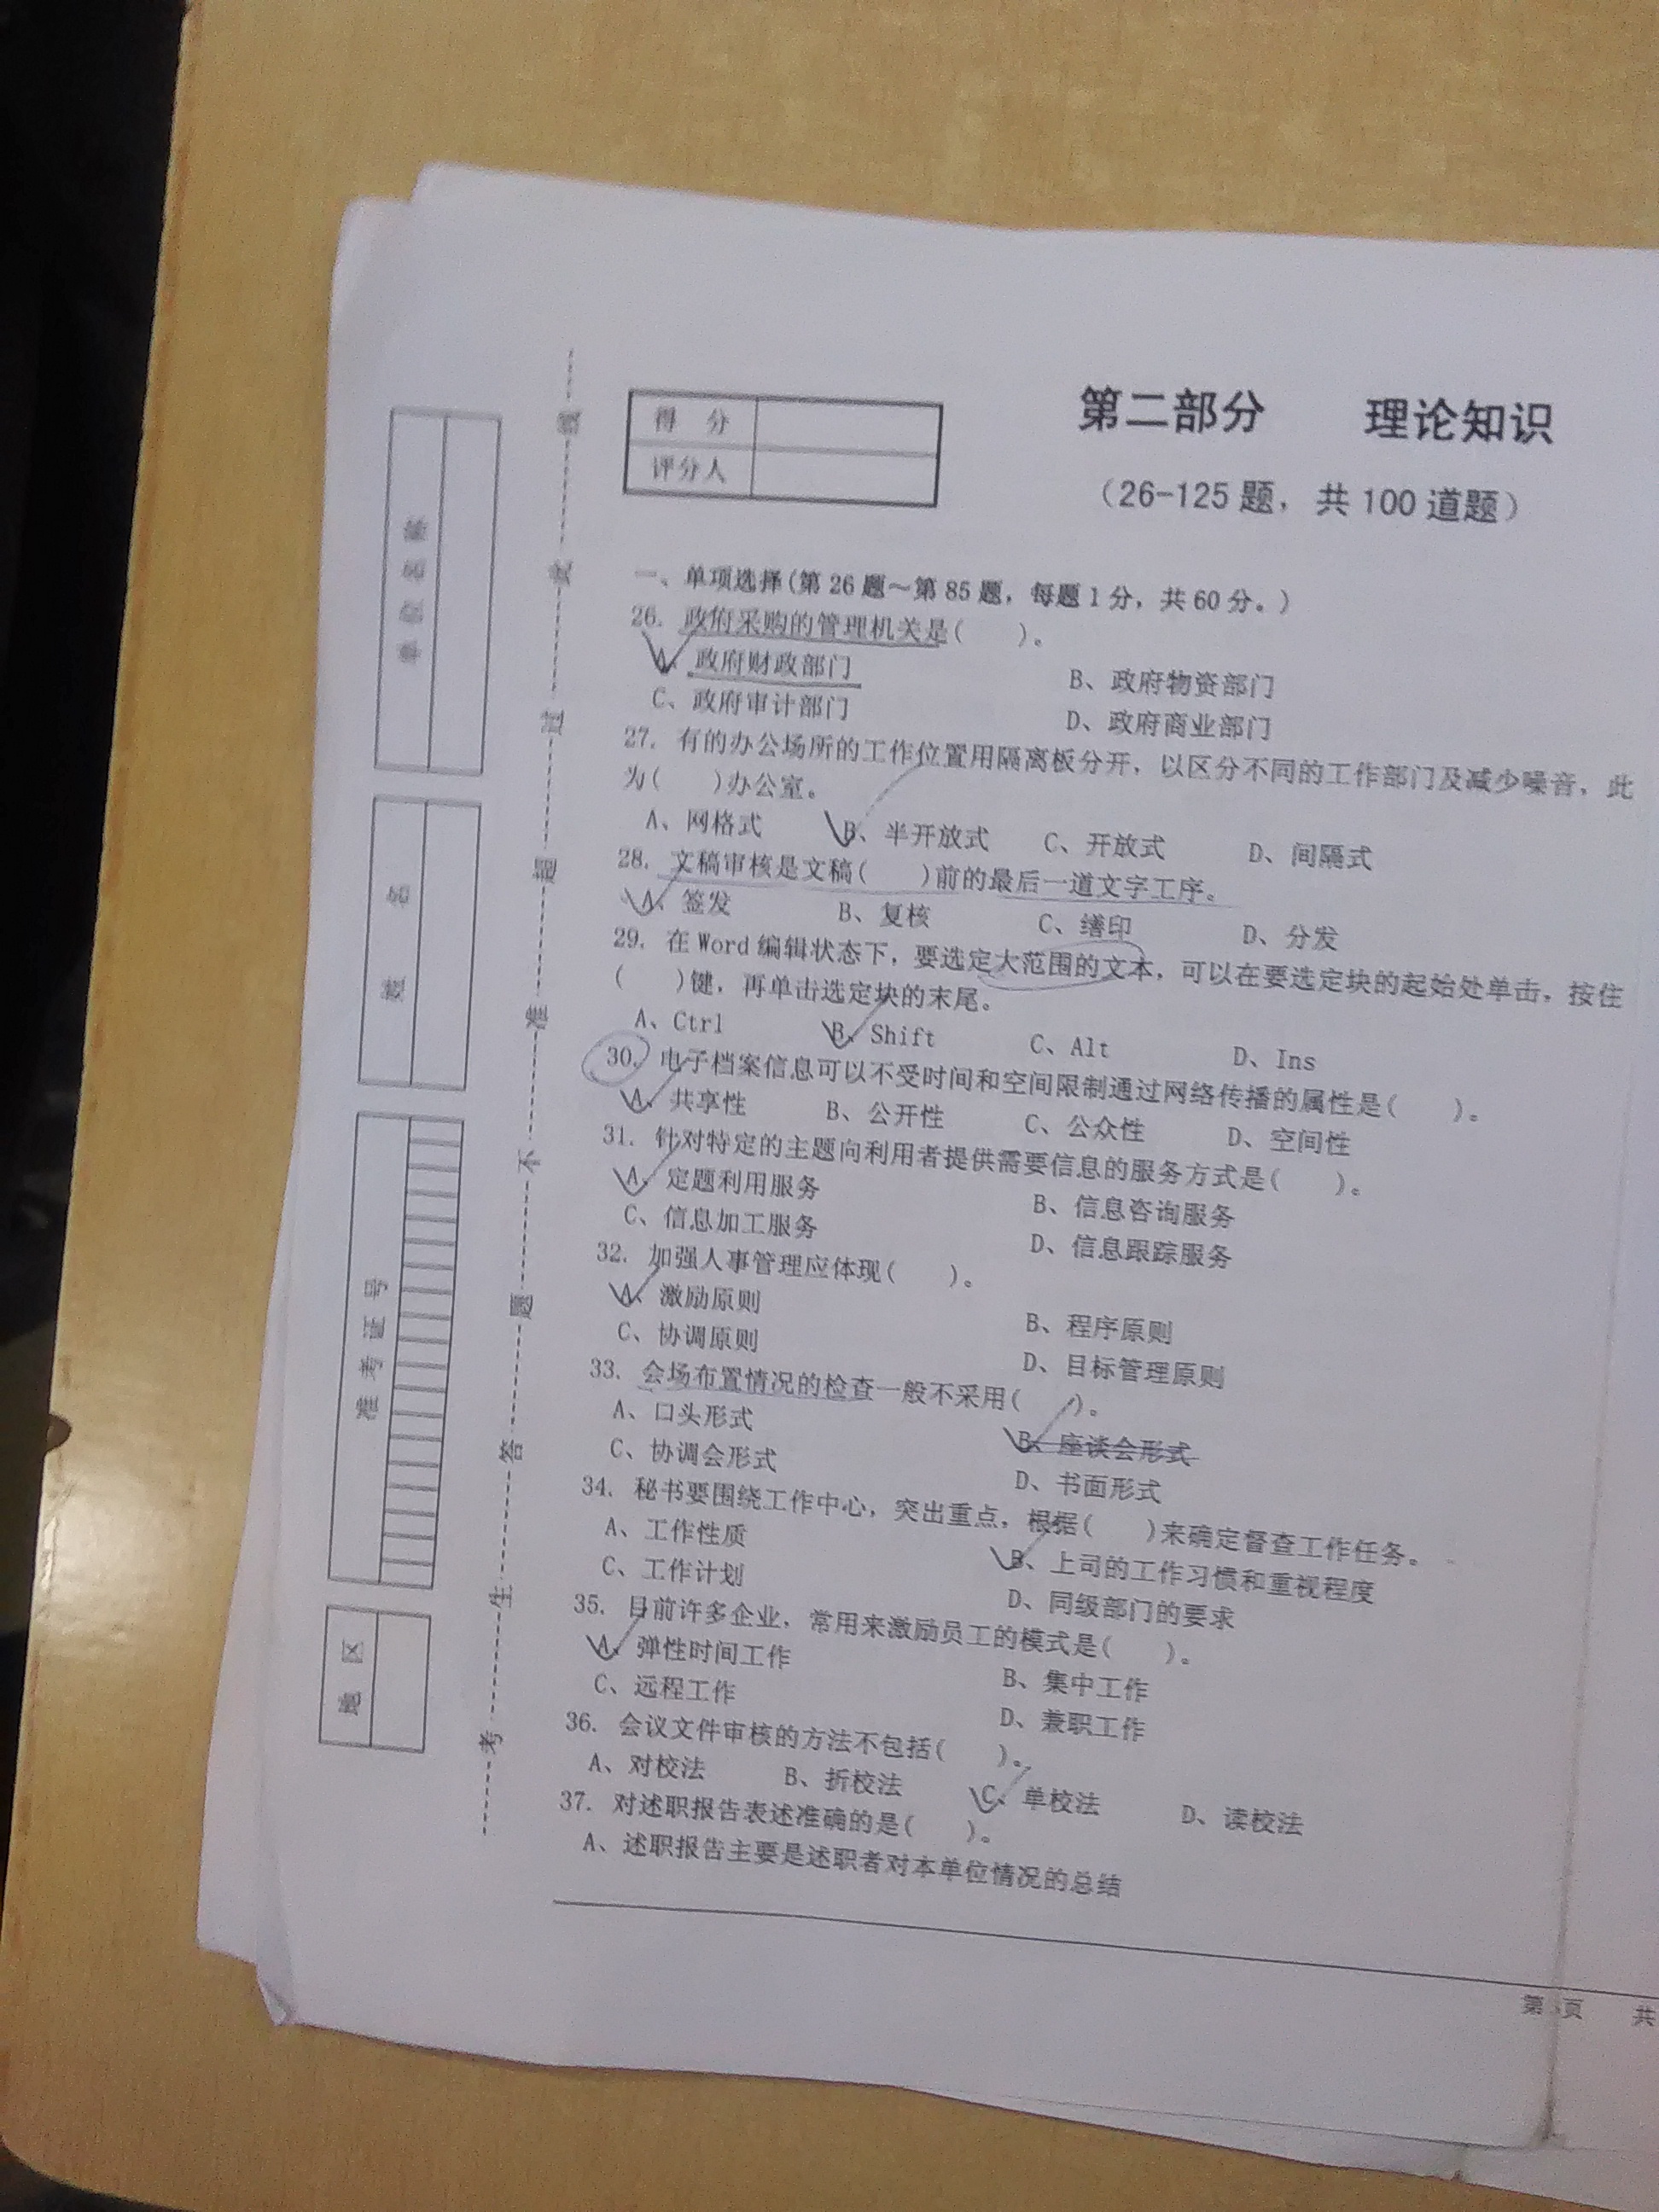 第二部分 理论知识
(26-125题，共100道题)
得 分
评分人
一、单项选择(第26题～第85题，每题1分，共60分。)
26. 政府采购的管理机关是( )。
A、政府财政部门 B、政府物资部门
C、政府审计部门 D、政府商业部门
27. 有的办公场所的工作位置用隔离板分开，以区分不同的工作部门及减少噪音，此
为( )办公室。
A、网格式 B、半开放式 C、开放式 D、间隔式
28. 文稿审核是文稿( )前的最后一道文字工序。
A、签发 B、复核 C、缮印 D、分发
29. 在Word编辑状态下，要选定大范围的文本，可以在要选定块的起始处单击，按住
( )键，再单击选定块的末尾。
A、Ctrl B、Shift C、Alt D、Ins
30. 电子档案信息可以不受时间和空间限制通过网络传播的属性是( )。
A、共享性 B、公开性 C、公众性 D、空间性
31. 针对特定的主题向利用者提供需要信息的服务方式是( )。
A、定题利用服务 B、信息咨询服务
C、信息加工服务 D、信息跟踪服务
32. 加强人事管理应体现( )。
A、激励原则 B、程序原则
C、协调原则 D、目标管理原则
33. 会场布置情况的检查一般不采用( )。
A、口头形式 B、座谈会形式
C、协调会形式 D、书面形式
34. 秘书要围绕工作中心，突出重点，根据( )来确定督查工作任务。
A、工作性质 B、上司的工作习惯和重视程度
C、工作计划 D、同级部门的要求
35. 目前许多企业，常用来激励员工的模式是( )。
A、弹性时间工作 B、集中工作
C、远程工作 D、兼职工作
36. 会议文件审核的方法不包括( )。
A、对校法 B、折校法 C、单校法 D、读校法
37. 对述职报告表述准确的是( )。
A、述职报告主要是述职者对本单位情况的总结
第 页 共
考 生 答 题 不 准 超 过 此 线
地 区
准 考 证 号
姓 名
单 位 名 称